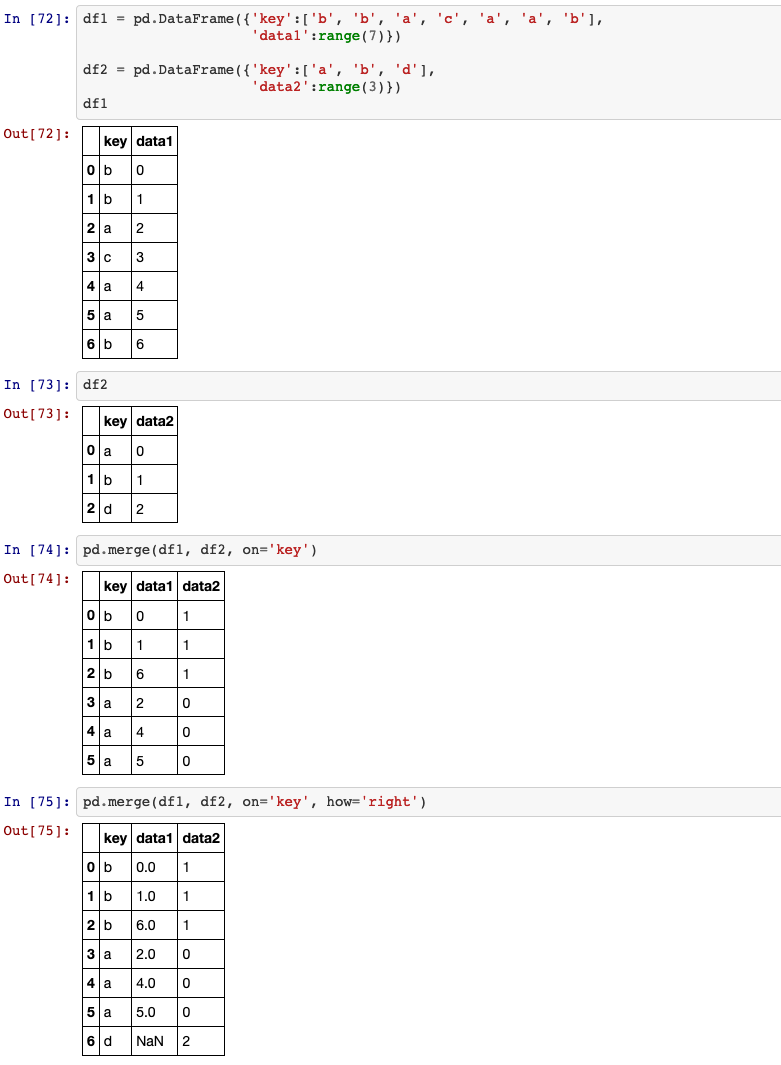 In [72]: df1 = pd.DataFrame({'key':['b', 'b', 'a', 'c', 'a', 'a', 'b'],
'data1':range(7)})
df2 = pd.DataFrame({'key':['a', 'b', 'd'],
'data2':range(3)})
df1
Out[72]:
key data1
0 b 0
1 b 1
2 a 2
3 c 3
4 a 4
5 a 5
6 b 6
In [73]: df2
Out[73]:
key data2
0 a 0
1 b 1
2 d 2
In [74]: pd.merge(df1, df2, on='key')
Out[74]:
key data1 data2
0 b 0 1
1 b 1 1
2 b 6 1
3 a 2 0
4 a 4 0
5 a 5 0
In [75]: pd.merge(df1, df2, on='key', how='right')
Out[75]:
key data1 data2
0 b 0.0 1
1 b 1.0 1
2 b 6.0 1
3 a 2.0 0
4 a 4.0 0
5 a 5.0 0
6 d NaN 2